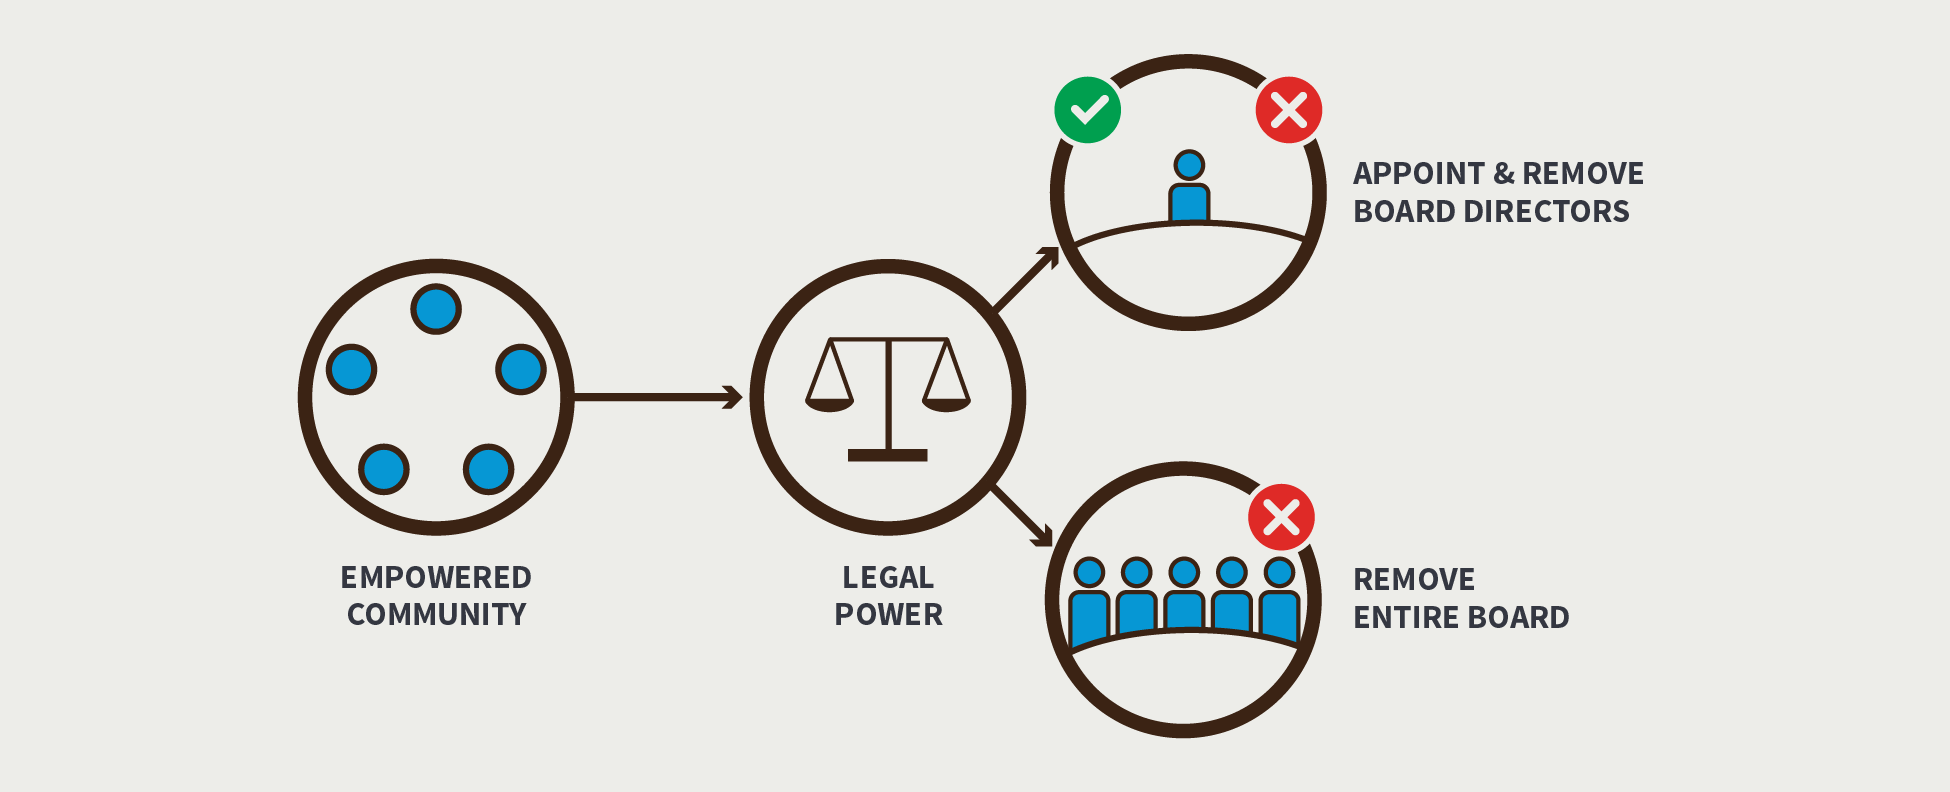 APPOINT & REMOVE
BOARD DIRECTORS
EMPOWERED
COMMUNITY
LEGAL
POWER
REMOVE
ENTIRE BOARD